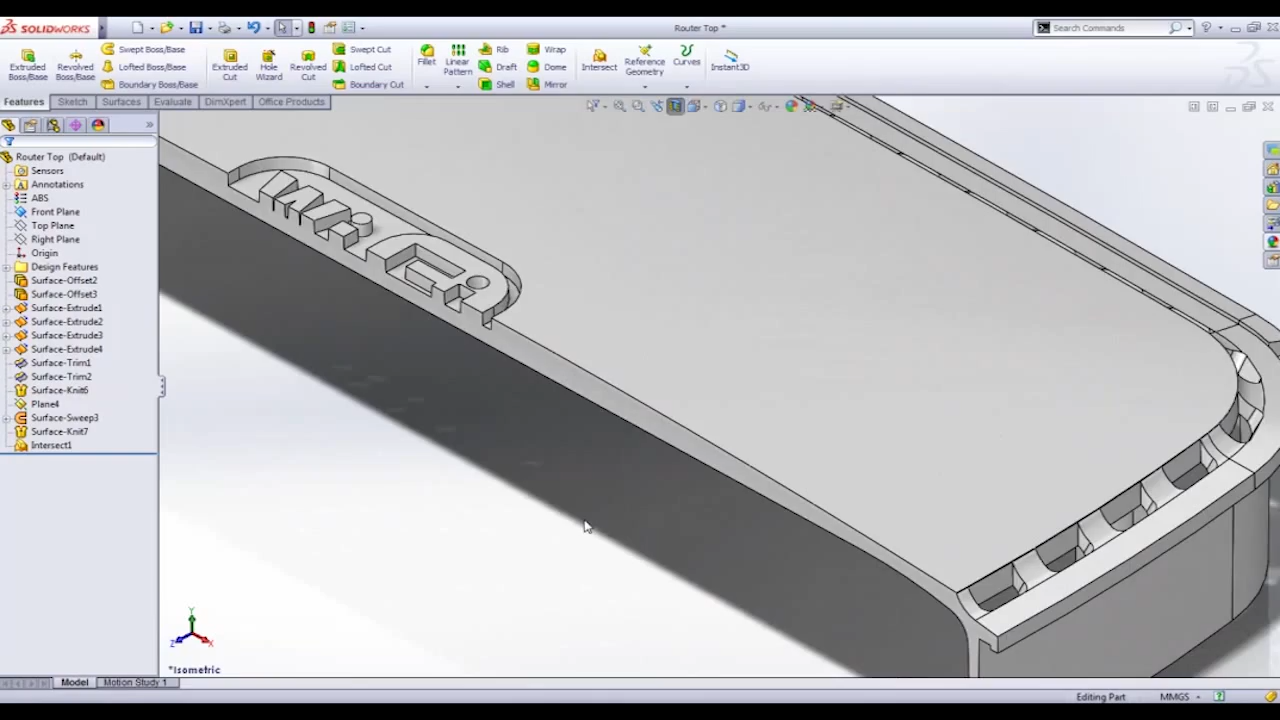 SOLIDWORKS
Router Top *
Search Commands
Extruded Boss/Base
Revolved Boss/Base
Swept Boss/Base
Lofted Boss/Base
Boundary Boss/Base
Extruded Cut
Hole Wizard
Revolved Cut
Swept Cut
Lofted Cut
Boundary Cut
Fillet
Linear Pattern
Rib
Draft
Shell
Wrap
Dome
Mirror
Intersect
Reference Geometry
Curves
Instant3D
Features
Sketch
Surfaces
Evaluate
DimXpert
Office Products
Router Top (Default)
Sensors
Annotations
ABS
Front Plane
Top Plane
Right Plane
Origin
Design Features
Surface-Offset2
Surface-Offset3
Surface-Extrude1
Surface-Extrude2
Surface-Extrude3
Surface-Extrude4
Surface-Trim1
Surface-Trim2
Surface-Knit6
Plane4
Surface-Sweep3
Surface-Knit7
Intersect1
Y
Z
X
*Isometric
Model
Motion Study 1
Editing Part
MMGS